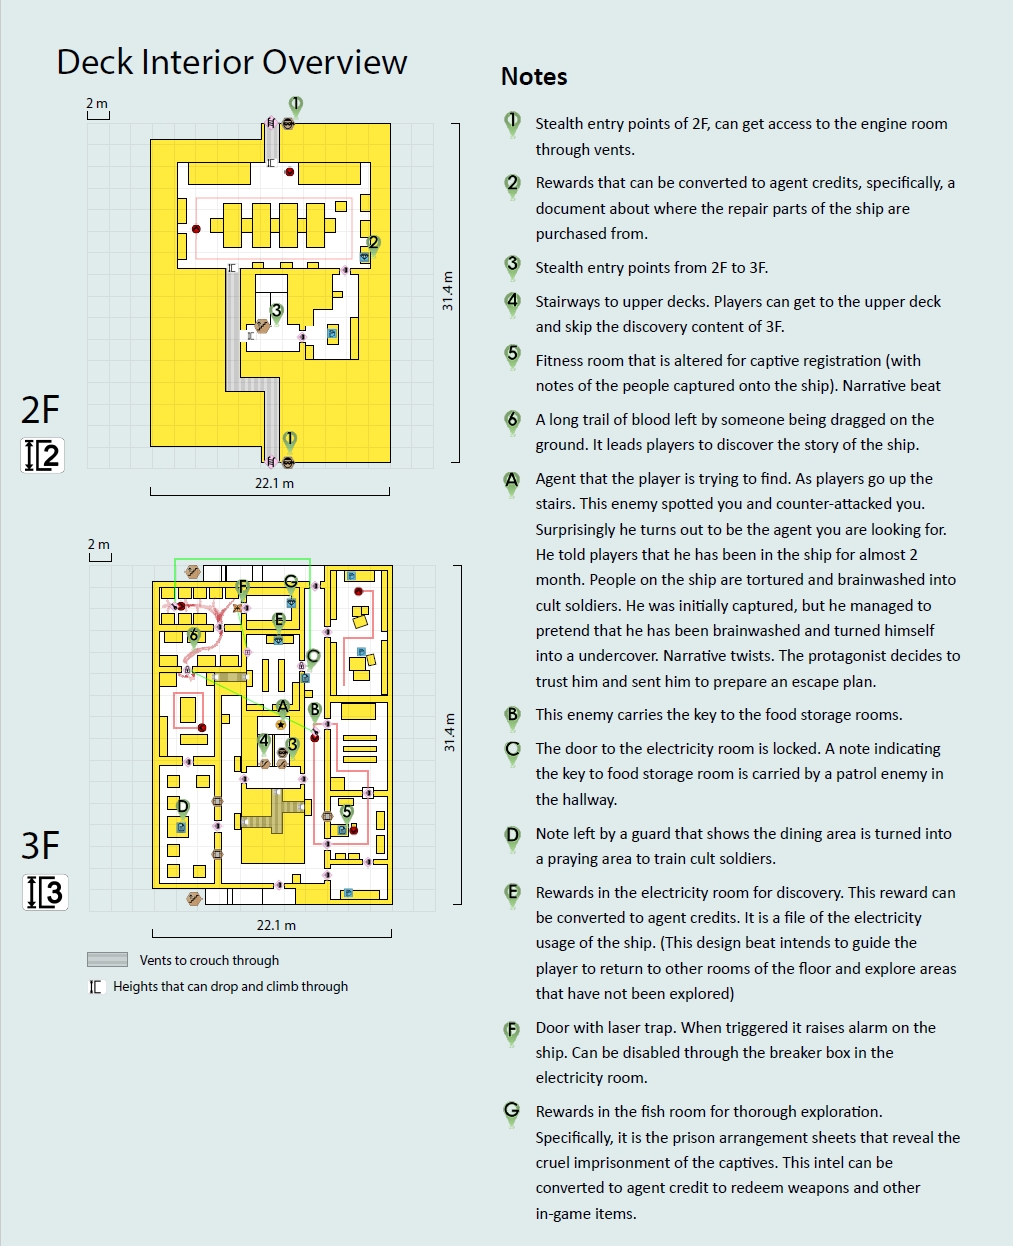 Deck Interior Overview
2 m
1
2
3
1
31.4 m
22.1 m
2F
2
2 m
F
G
E
6
C
A
B
4
3
D
5
31.4 m
22.1 m
3F
3
Vents to crouch through
Heights that can drop and climb through
Notes
1 Stealth entry points of 2F, can get access to the engine room
through vents.
2 Rewards that can be converted to agent credits, specifically, a
document about where the repair parts of the ship are
purchased from.
3 Stealth entry points from 2F to 3F.
4 Stairways to upper decks. Players can get to the upper deck
and skip the discovery content of 3F.
5 Fitness room that is altered for captive registration (with
notes of the people captured onto the ship). Narrative beat
6 A long trail of blood left by someone being dragged on the
ground. It leads players to discover the story of the ship.
A Agent that the player is trying to find. As players go up the
stairs. This enemy spotted you and counter-attacked you.
Surprisingly he turns out to be the agent you are looking for.
He told players that he has been in the ship for almost 2
month. People on the ship are tortured and brainwashed into
cult soldiers. He was initially captured, but he managed to
pretend that he has been brainwashed and turned himself
into a undercover. Narrative twists. The protagonist decides to
trust him and sent him to prepare an escape plan.
B This enemy carries the key to the food storage rooms.
C The door to the electricity room is locked. A note indicating
the key to food storage room is carried by a patrol enemy in
the hallway.
D Note left by a guard that shows the dining area is turned into
a praying area to train cult soldiers.
E Rewards in the electricity room for discovery. This reward can
be converted to agent credits. It is a file of the electricity
usage of the ship. (This design beat intends to guide the
player to return to other rooms of the floor and explore areas
that have not been explored)
F Door with laser trap. When triggered it raises alarm on the
ship. Can be disabled through the breaker box in the
electricity room.
G Rewards in the fish room for thorough exploration.
Specifically, it is the prison arrangement sheets that reveal the
cruel imprisonment of the captives. This intel can be
converted to agent credit to redeem weapons and other
in-game items.